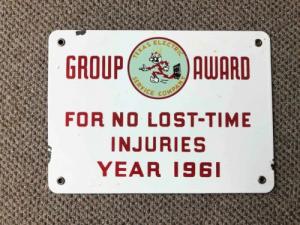 TEXAS ELECTRIC
SERVICE COMPANY
GROUP AWARD
FOR NO LOST-TIME
INJURIES
YEAR 1961